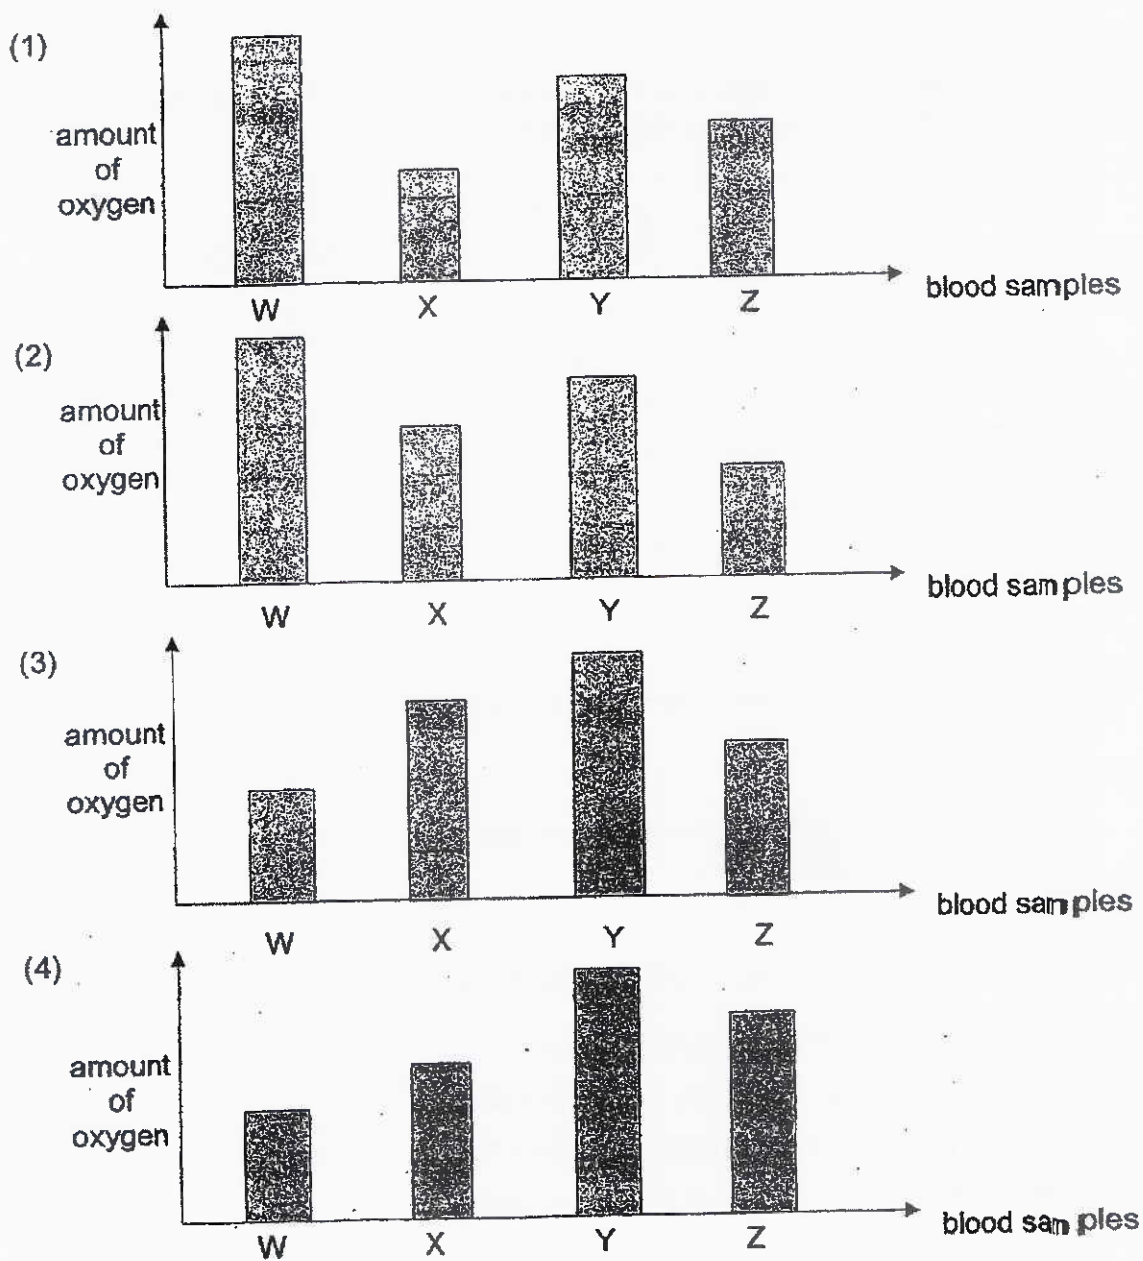 (1)
amount
of
oxygen
W X Y Z
blood samples
(2)
amount
of
oxygen
W X Y Z
blood samples
(3)
amount
of
oxygen
W X Y Z
blood samples
(4)
amount
of
oxygen
W X Y Z
blood samples